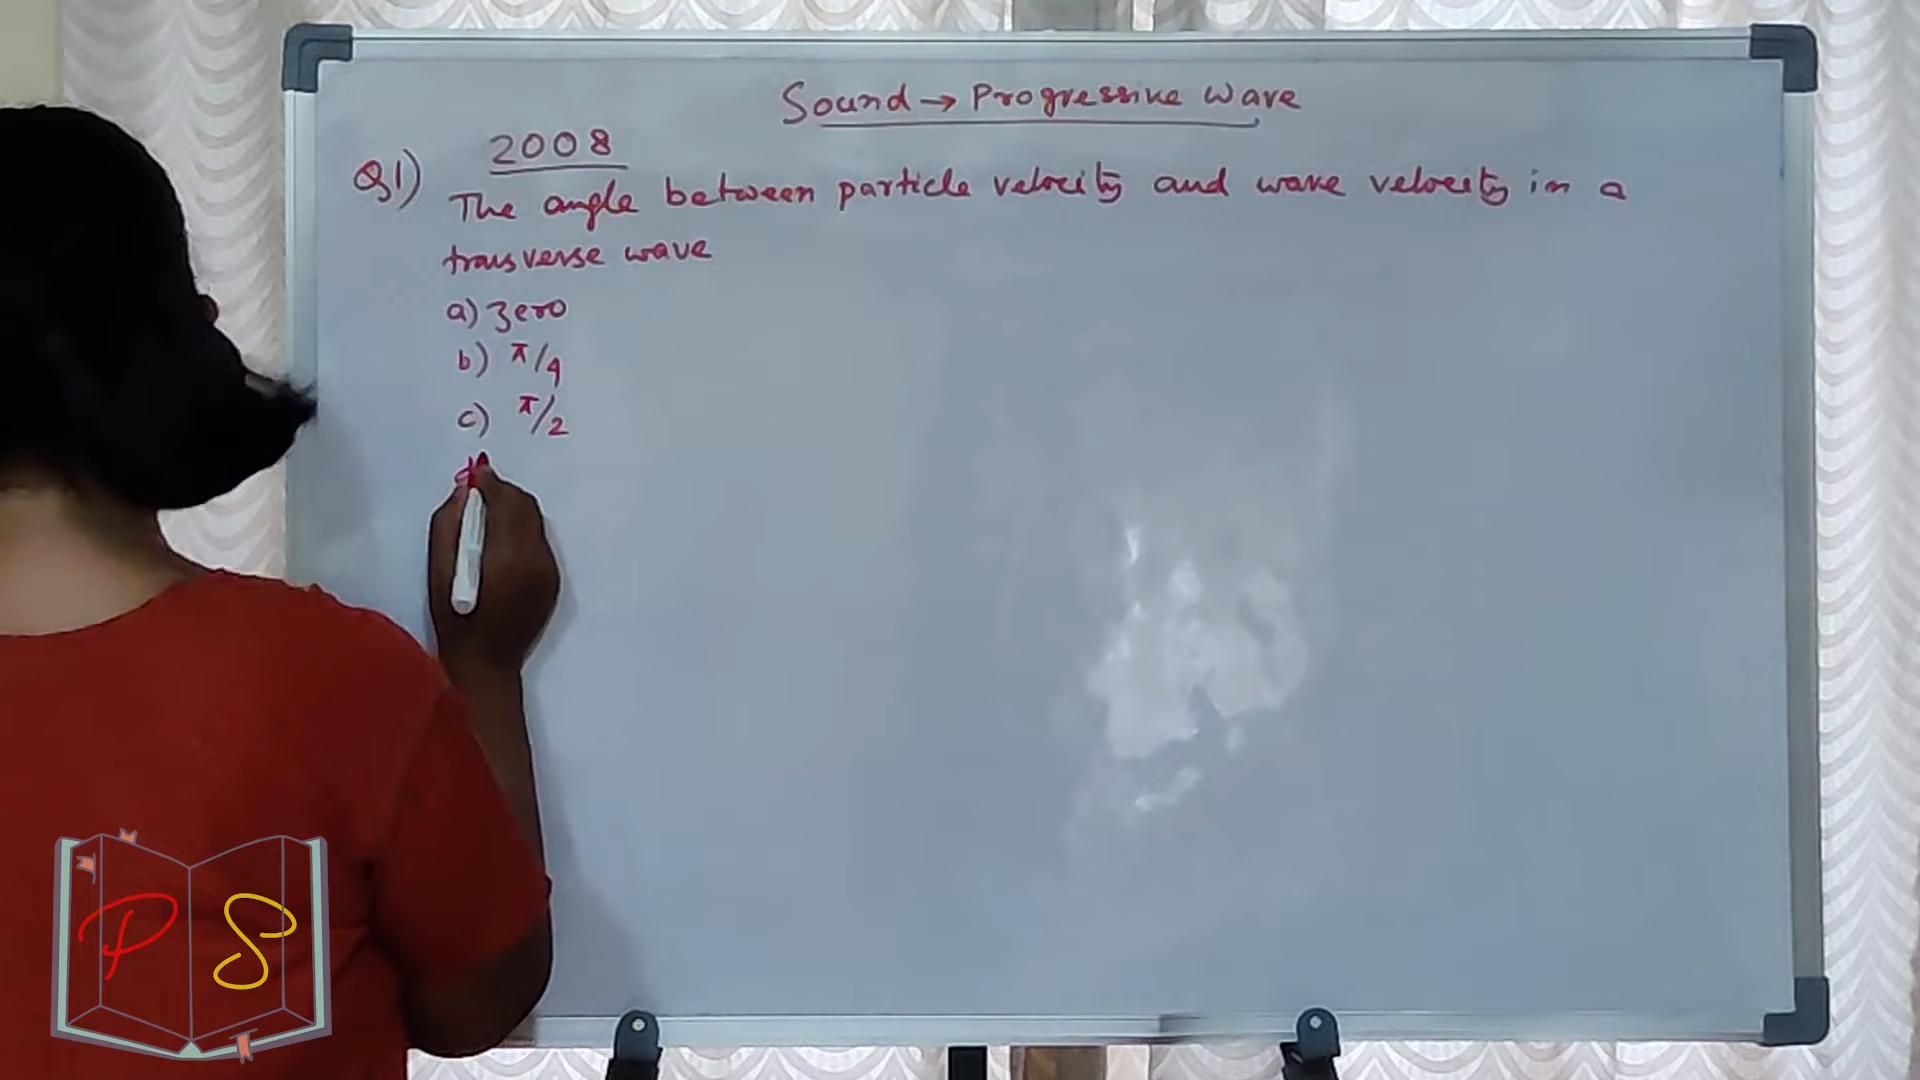 Sound → Progressive Wave
2008
Q1) The angle between particle velocity and wave velocity in a
transverse wave
a) zero
b) π/4
c) π/2
d
P S